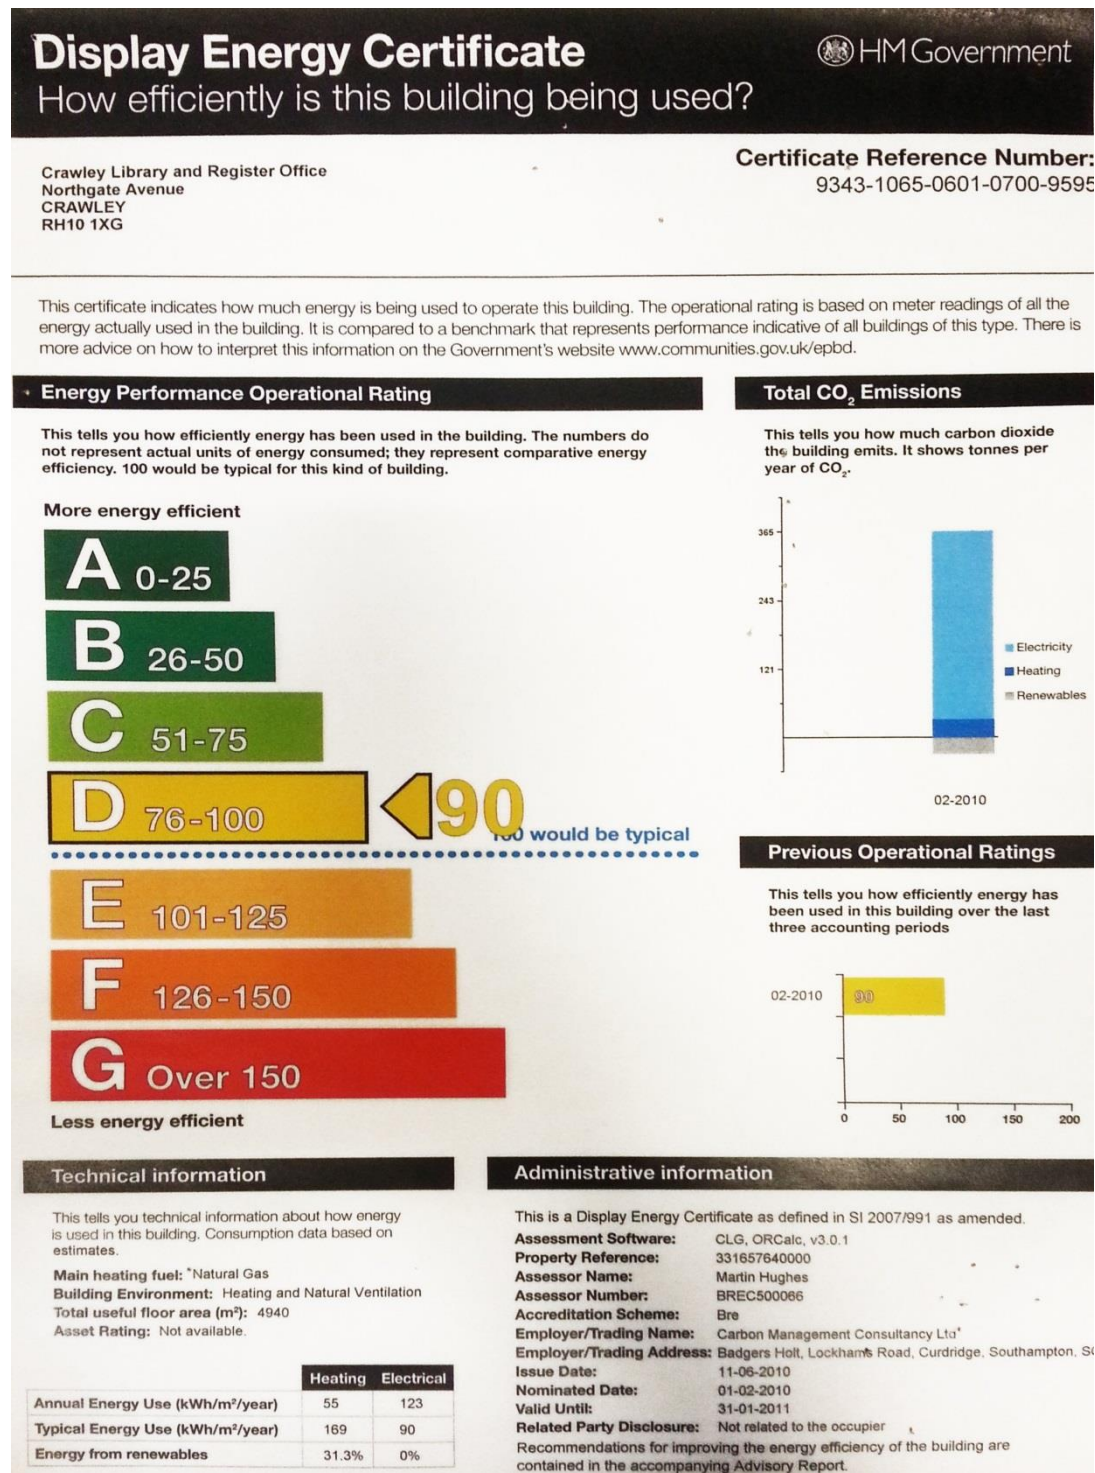 Display Energy Certificate
How efficiently is this building being used?
HM Government
Crawley Library and Register Office
Northgate Avenue
CRAWLEY
RH10 1XG
Certificate Reference Number:
9343-1065-0601-0700-9595
This certificate indicates how much energy is being used to operate this building. The operational rating is based on meter readings of all the
energy actually used in the building. It is compared to a benchmark that represents performance indicative of all buildings of this type. There is
more advice on how to interpret this information on the Government's website www.communities.gov.uk/epbd.
Energy Performance Operational Rating
This tells you how efficiently energy has been used in the building. The numbers do
not represent actual units of energy consumed; they represent comparative energy
efficiency. 100 would be typical for this kind of building.
More energy efficient
A 0-25
B 26-50
C 51-75
D 76-100
90
100 would be typical
E 101-125
F 126-150
G Over 150
Less energy efficient
Total CO₂ Emissions
This tells you how much carbon dioxide
the building emits. It shows tonnes per
year of CO₂.
365
243
121
Electricity
Heating
Renewables
02-2010
Previous Operational Ratings
This tells you how efficiently energy has
been used in this building over the last
three accounting periods
02-2010 90
0 50 100 150 200
Technical information
This tells you technical information about how energy
is used in this building. Consumption data based on
estimates.
Main heating fuel: Natural Gas
Building Environment: Heating and Natural Ventilation
Total useful floor area (m²): 4940
Asset Rating: Not available.
Heating Electrical
Annual Energy Use (kWh/m²/year) 55 123
Typical Energy Use (kWh/m²/year) 169 90
Energy from renewables 31.3% 0%
Administrative information
This is a Display Energy Certificate as defined in SI 2007/991 as amended.
Assessment Software: CLG, ORCalc, v3.0.1
Property Reference: 331657640000
Assessor Name: Martin Hughes
Assessor Number: BREC500066
Accreditation Scheme: Bre
Employer/Trading Name: Carbon Management Consultancy Ltd
Employer/Trading Address: Badgers Holt, Lockhams Road, Curdridge, Southampton,
Issue Date: 11-06-2010
Nominated Date: 01-02-2010
Valid Until: 31-01-2011
Related Party Disclosure: Not related to the occupier
Recommendations for improving the energy efficiency of the building are
contained in the accompanying Advisory Report.